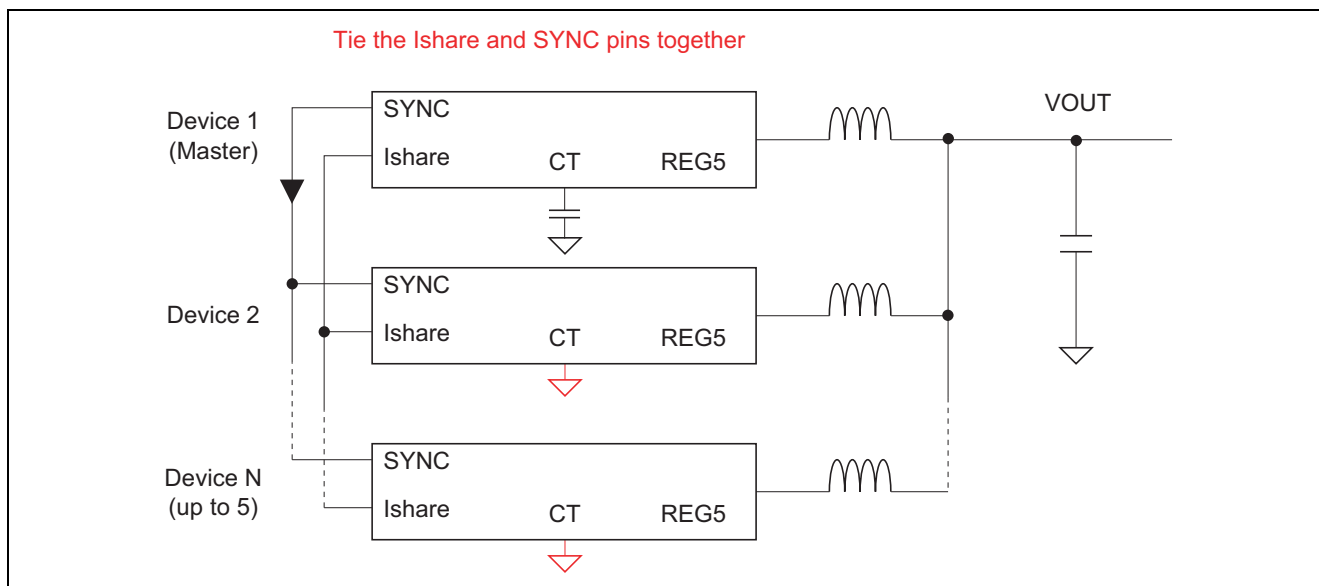 Tie the Ishare and SYNC pins together
Device 1
(Master)
SYNC
Ishare
CT
REG5
VOUT
Device 2
SYNC
Ishare
CT
REG5
Device N
(up to 5)
SYNC
Ishare
CT
REG5